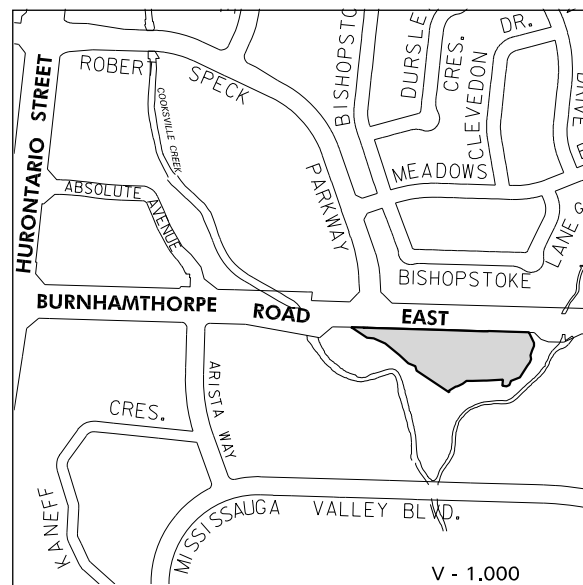 DR.
BISHOPSTO
DURSLE
CRES.
CLEVEDON
DRIVE
ROBERT SPECK PARKWAY
HURONTARIO STREET
COOKSVILLE CREEK
MEADOWS
ABSOLUTE AVENUE
LANE
BISHOPSTOKE
BURNHAMTHORPE ROAD EAST
ARISTA WAY
KANEFF CRES.
MISSISSAUGA VALLEY BLVD.
V - 1.000